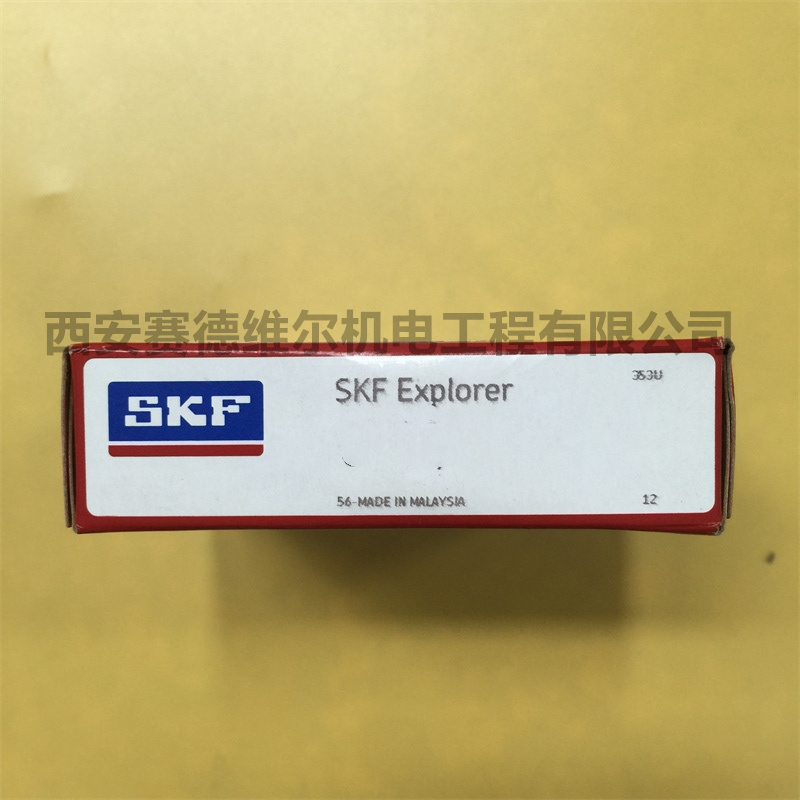 西安赛德维尔机电工程有限公司
SKF
SKF Explorer
353U
56-MADE IN MALAYSIA
12